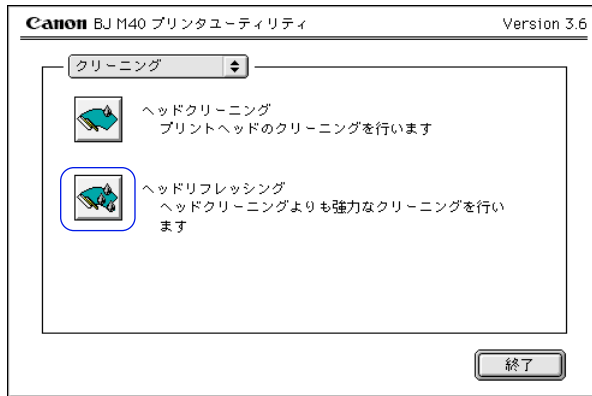 Canon BJ M40 プリンタユーティリティ Version 3.6
クリーニング
ヘッドクリーニング
プリントヘッドのクリーニングを行います
ヘッドリフレッシング
ヘッドクリーニングよりも強力なクリーニングを行い
ます
終了